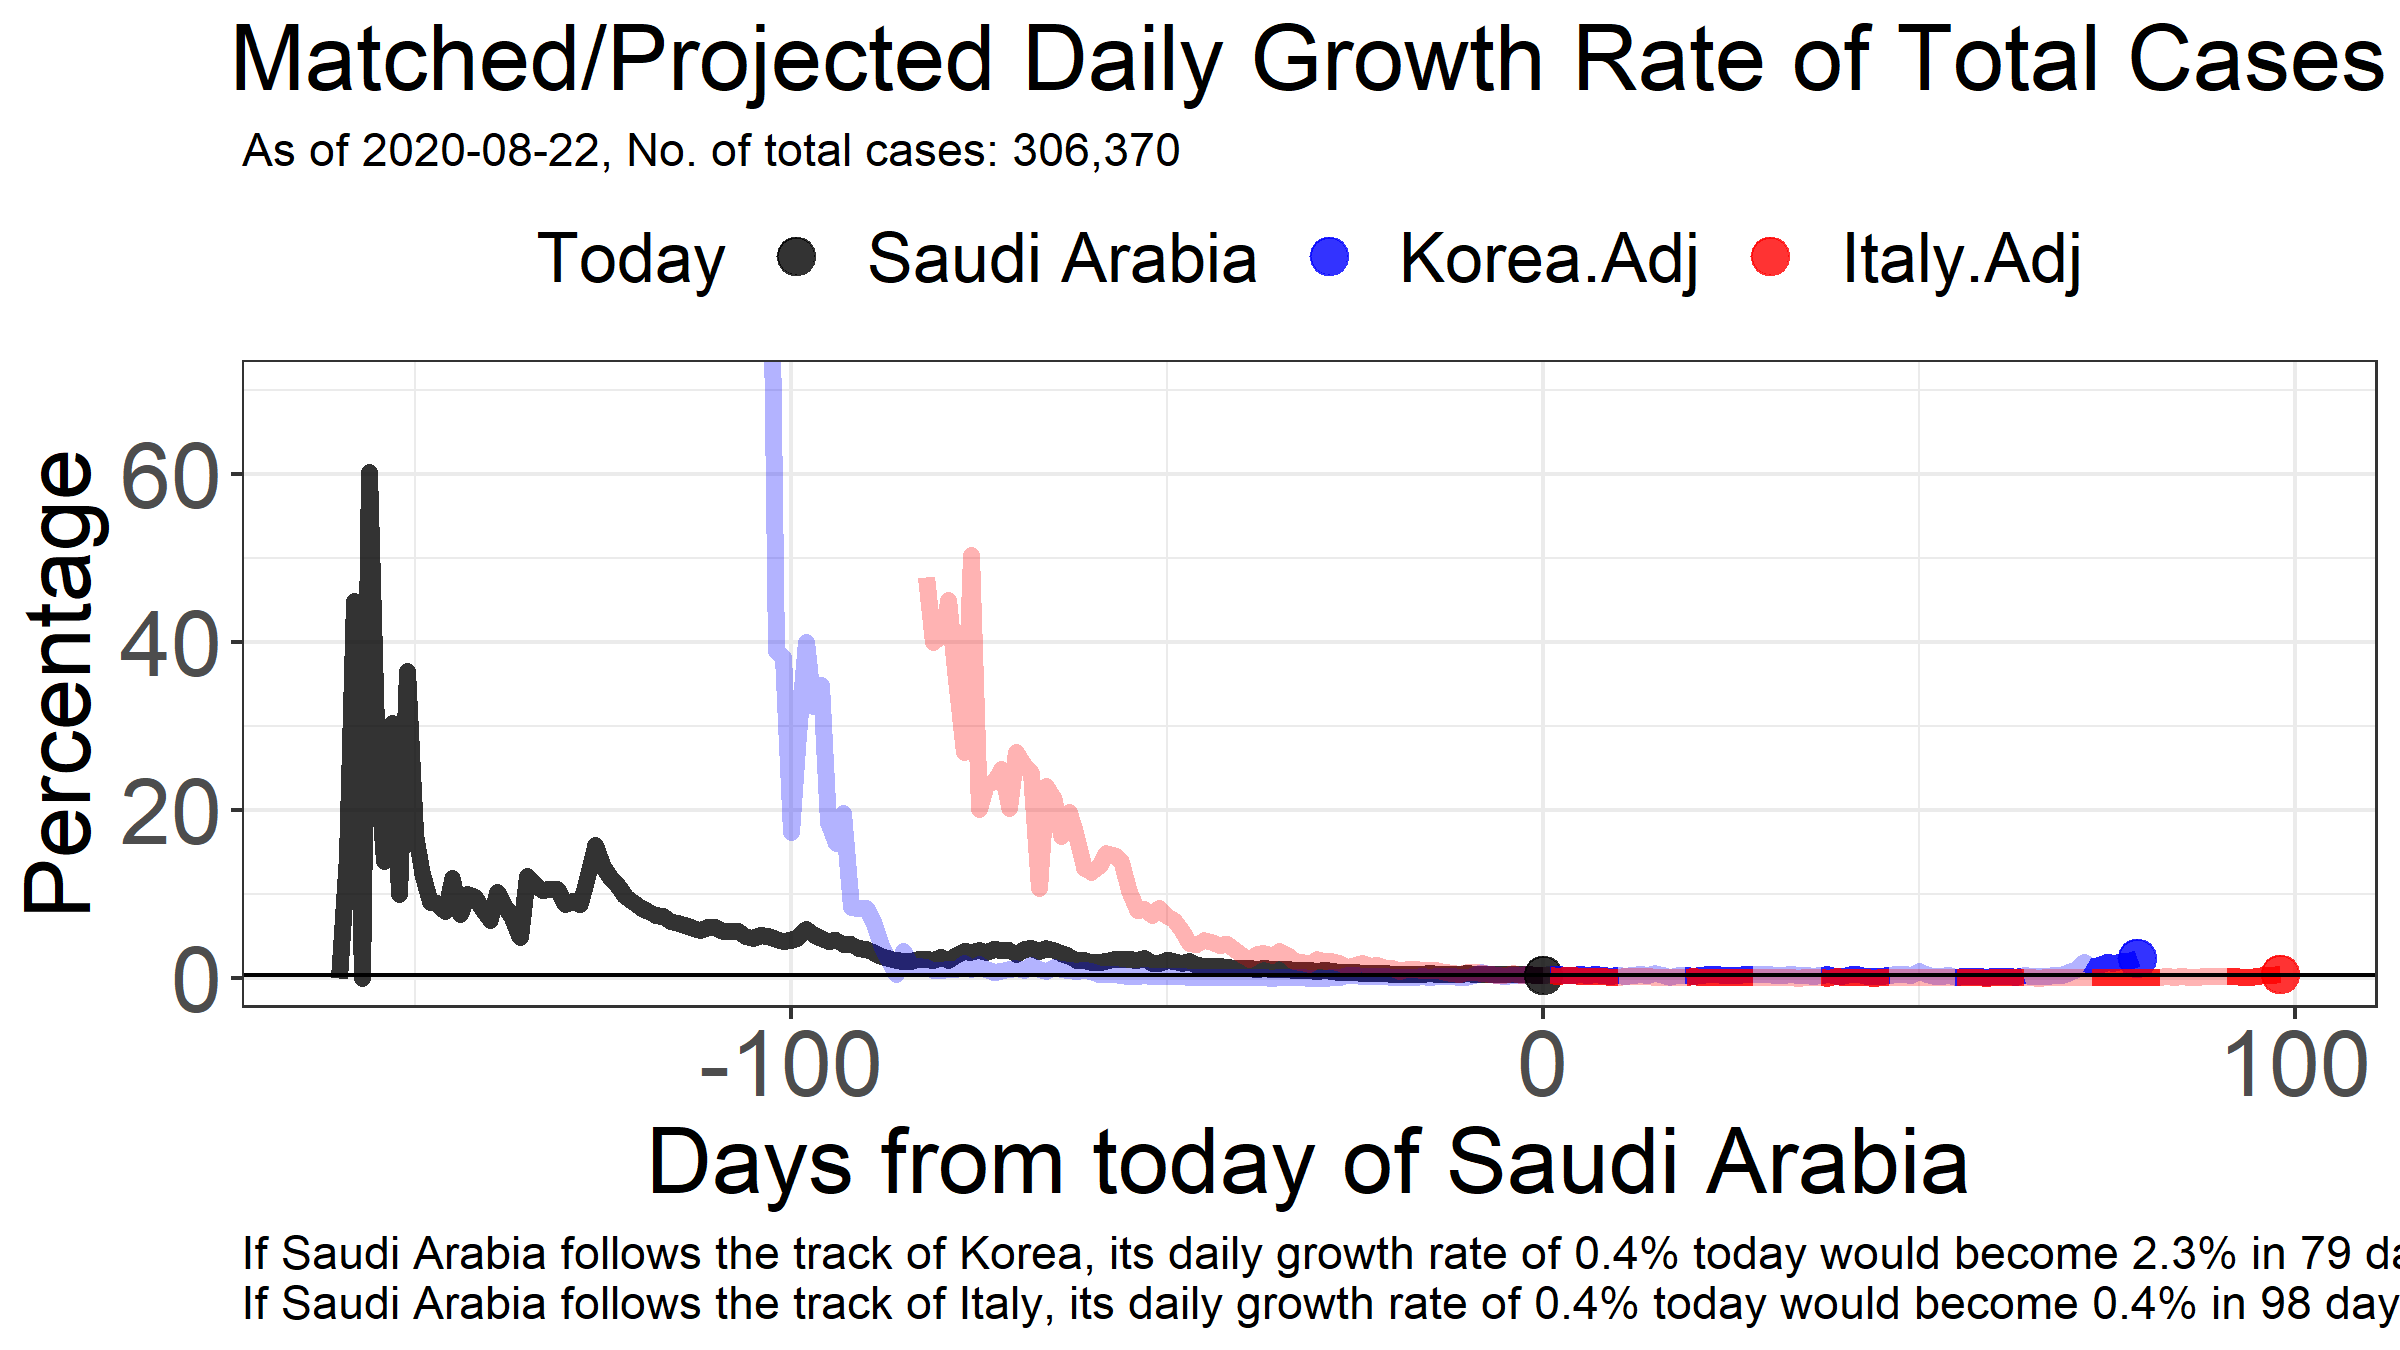 Matched/Projected Daily Growth Rate of Total Cases
As of 2020-08-22, No. of total cases: 306,370
Today Saudi Arabia Korea.Adj Italy.Adj
Percentage
60
40
20
0
-100 0 100
Days from today of Saudi Arabia
If Saudi Arabia follows the track of Korea, its daily growth rate of 0.4% today would become 2.3% in 79 da
If Saudi Arabia follows the track of Italy, its daily growth rate of 0.4% today would become 0.4% in 98 day